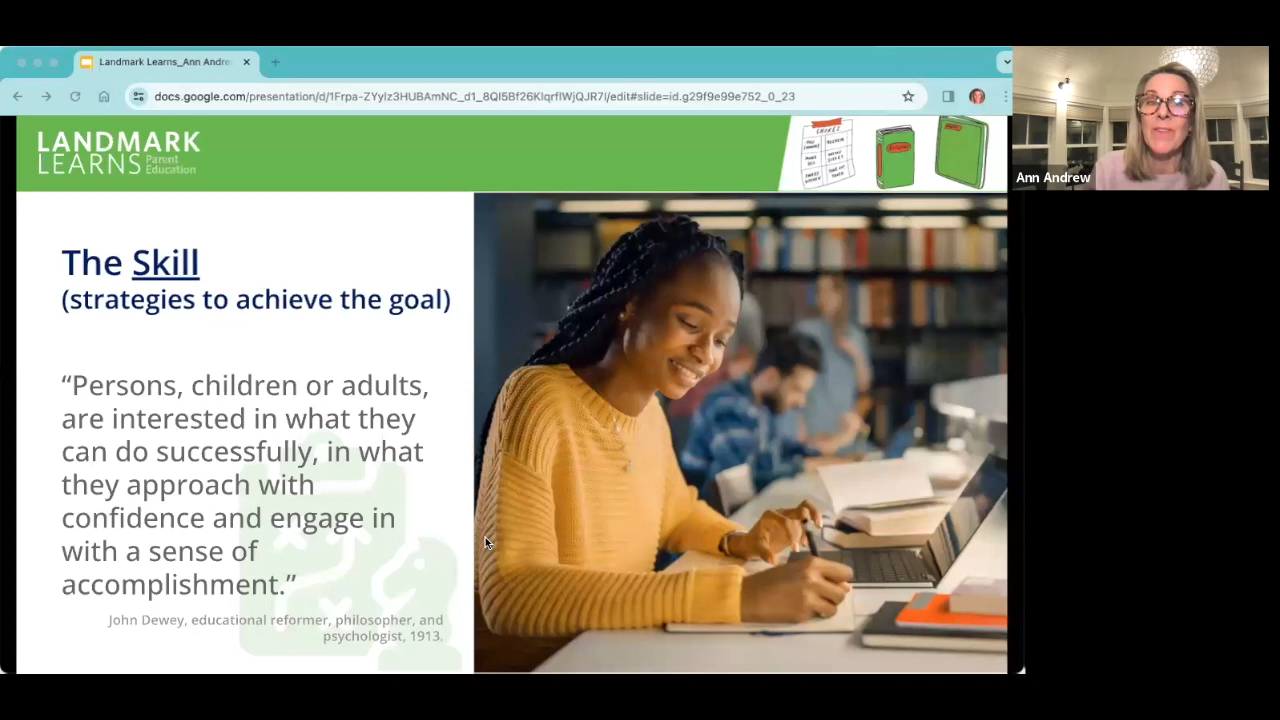 Landmark Learns_Ann Andre
docs.google.com/presentation/d/1Frpa-ZYylz3HUBAmNC_d1_8Ql5Bf26KlqrflWjQJR7I/edit#slide=id.g29f9e99e752_0_23
LANDMARK
LEARNS Parent
Education
CHORES
Ann Andrew
The Skill
(strategies to achieve the goal)
“Persons, children or adults,
are interested in what they
can do successfully, in what
they approach with
confidence and engage in
with a sense of
accomplishment.”
John Dewey, educational reformer, philosopher, and
psychologist, 1913.